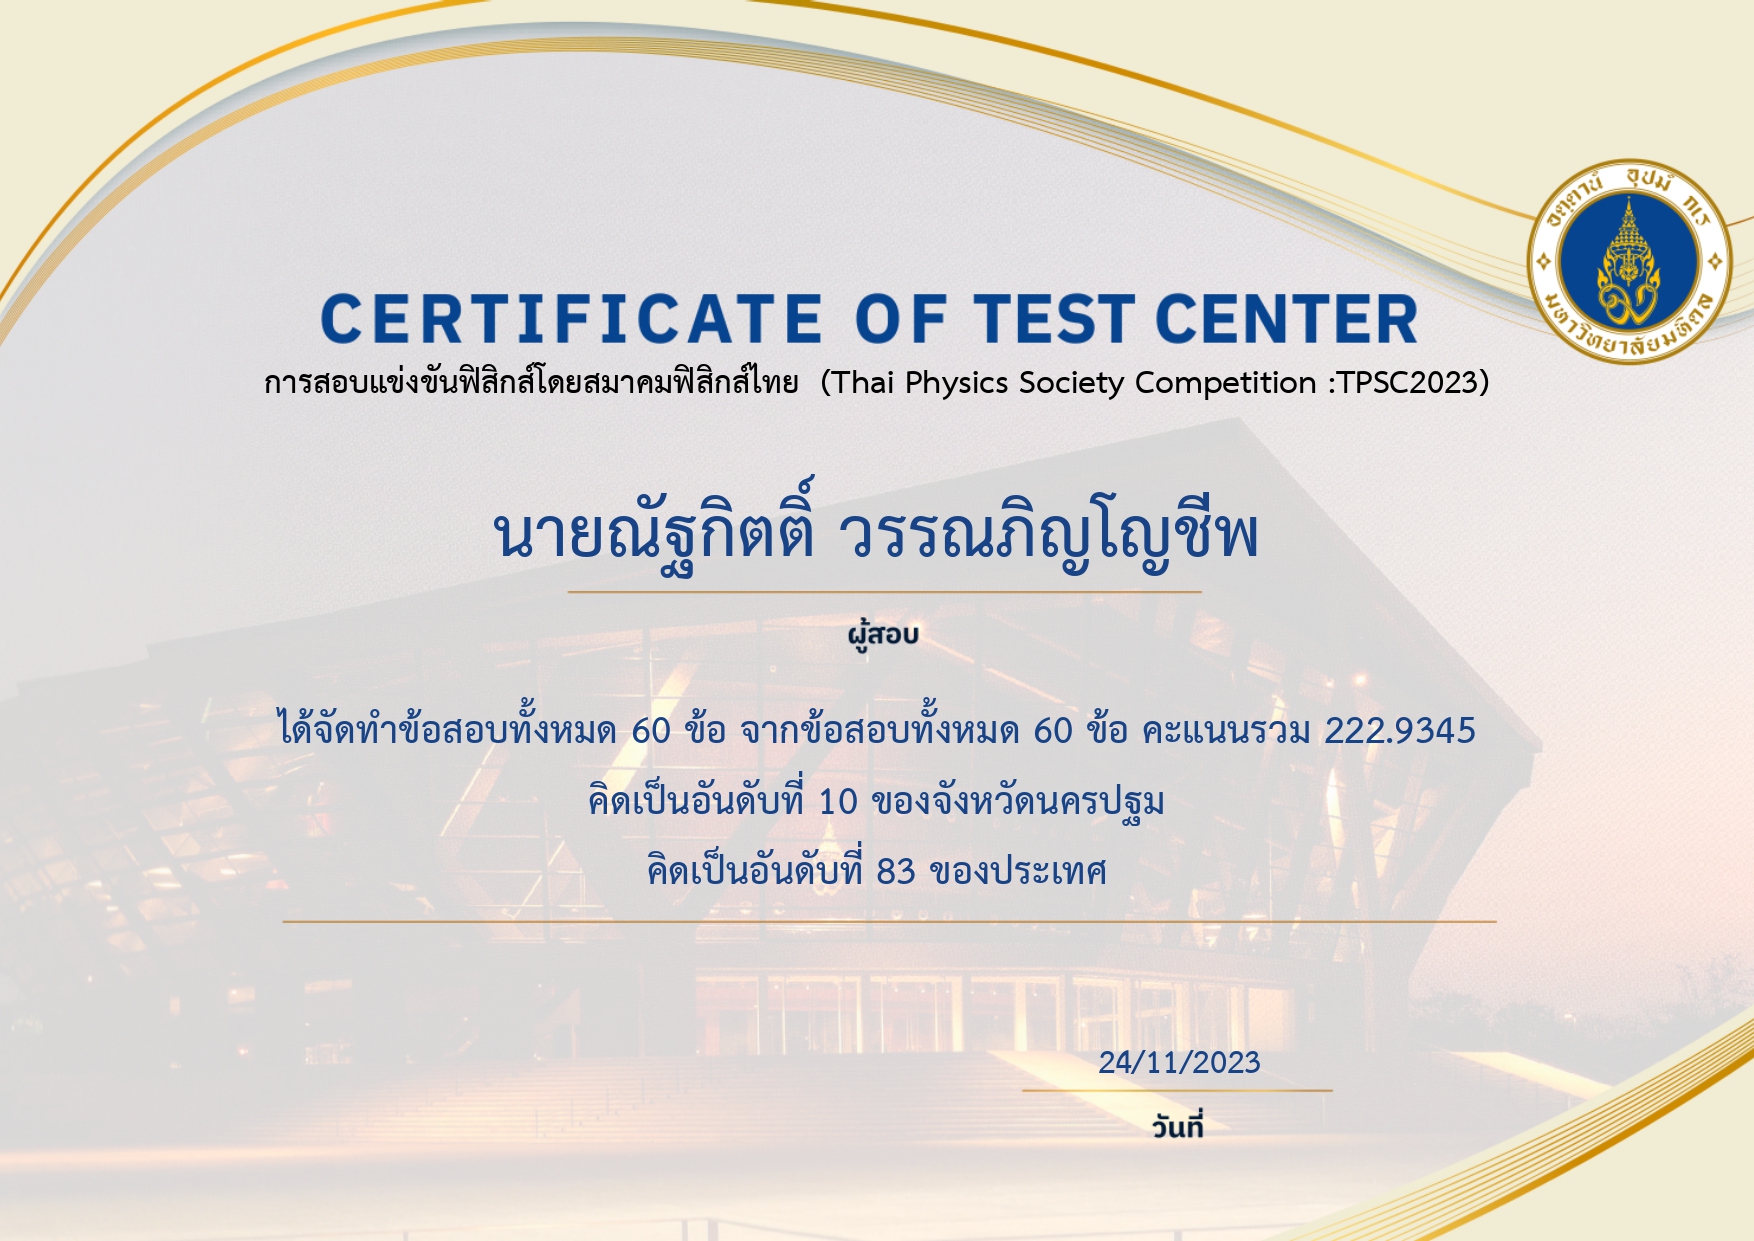 อตฺตานํ อุปมํ กเร
มหาวิทยาลัยมหิดล
CERTIFICATE OF TEST CENTER
การสอบแข่งขันฟิสิกส์โดยสมาคมฟิสิกส์ไทย (Thai Physics Society Competition :TPSC2023)
นายณัฐกิตติ์ วรรณภิญโญชีพ
ผู้สอบ
ได้จัดทำข้อสอบทั้งหมด 60 ข้อ จากข้อสอบทั้งหมด 60 ข้อ คะแนนรวม 222.9345
คิดเป็นอันดับที่ 10 ของจังหวัดนครปฐม
คิดเป็นอันดับที่ 83 ของประเทศ
24/11/2023
วันที่